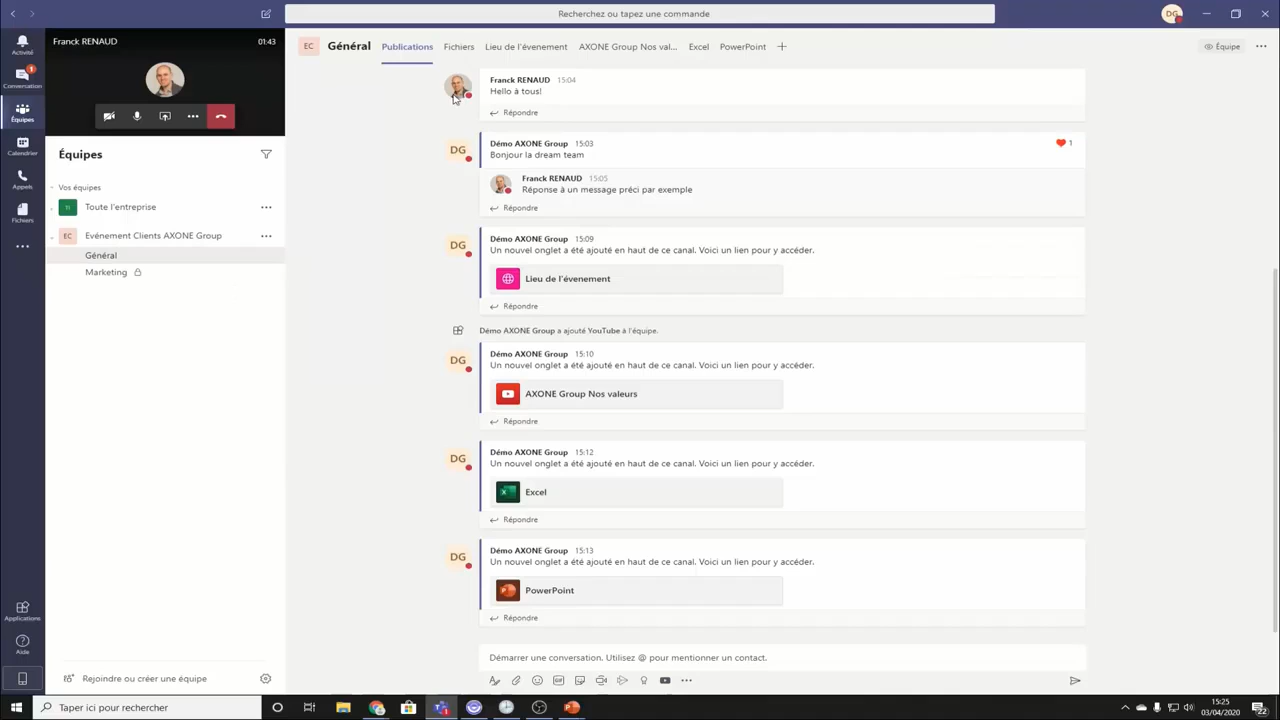 Recherchez ou tapez une commande
DG
Franck RENAUD
01:43
Activité
1
Conversation
Équipes
Calendrier
Appels
Fichiers
Applications
Aide
Équipes
Vos équipes
Toute l'entreprise
EC
Evénement Clients AXONE Group
Général
Marketing
Rejoindre ou créer une équipe
EC
Général
Publications
Fichiers
Lieu de l'évenement
AXONE Group Nos val...
Excel
PowerPoint
Équipe
Franck RENAUD 15:04
Hello à tous!
Répondre
DG
Démo AXONE Group 15:03
1
Bonjour la dream team
Franck RENAUD 15:05
Réponse à un message préci par exemple
Répondre
DG
Démo AXONE Group 15:09
Un nouvel onglet a été ajouté en haut de ce canal. Voici un lien pour y accéder.
Lieu de l'évenement
Répondre
Démo AXONE Group a ajouté YouTube à l'équipe.
DG
Démo AXONE Group 15:10
Un nouvel onglet a été ajouté en haut de ce canal. Voici un lien pour y accéder.
AXONE Group Nos valeurs
Répondre
DG
Démo AXONE Group 15:12
Un nouvel onglet a été ajouté en haut de ce canal. Voici un lien pour y accéder.
Excel
Répondre
DG
Démo AXONE Group 15:13
Un nouvel onglet a été ajouté en haut de ce canal. Voici un lien pour y accéder.
PowerPoint
Répondre
Démarrer une conversation. Utilisez @ pour mentionner un contact.
GIF
Taper ici pour rechercher
15:25
03/04/2020
22